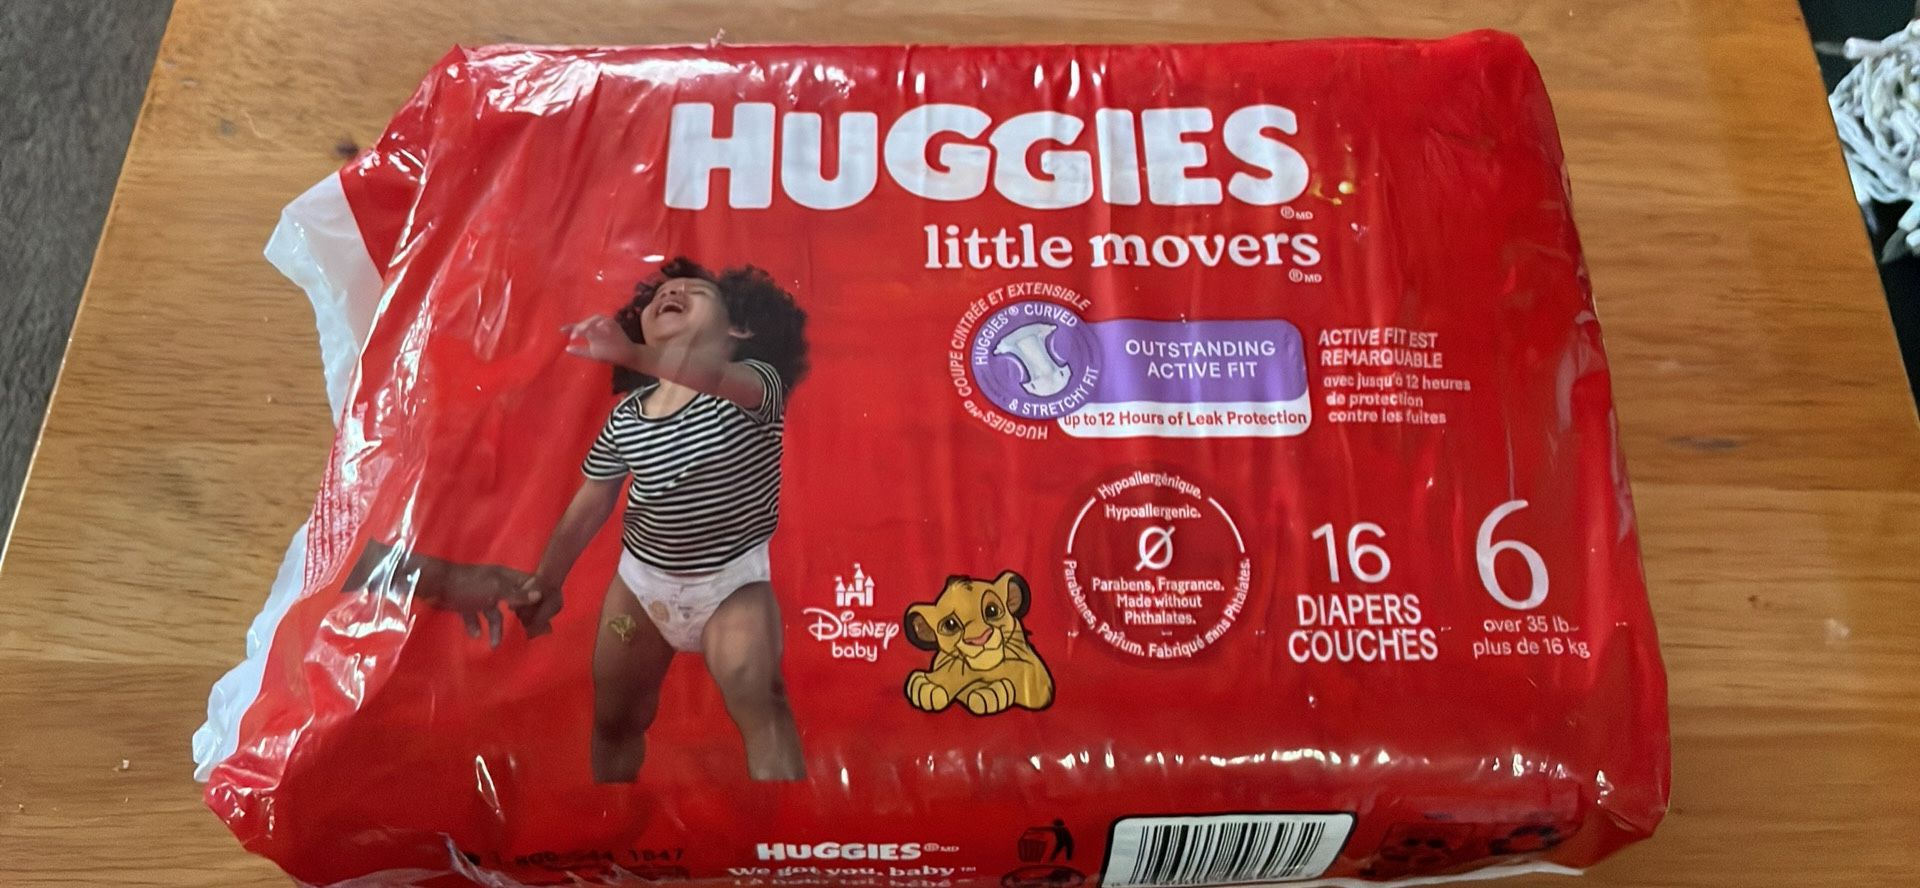 HUGGIES
®MD
little movers
®MD
HUGGIES® CURVED
& STRETCHY FIT
HUGGIES MD COUPE CINTRÉE ET EXTENSIBLE
OUTSTANDING
ACTIVE FIT
up to 12 Hours of Leak Protection
ACTIVE FIT EST
REMARQUABLE
avec jusqu'à 12 heures
de protection
contre les fuites
Hypoallergénique.
Hypoallergenic.
Parabens, Fragrance.
Made without
Phthalates.
Parabènes, Parfum. Fabriqué sans Phtalates.
16
DIAPERS
COUCHES
6
over 35 lb
plus de 16 kg
Disney
baby
HUGGIES®MD
We got you, baby™